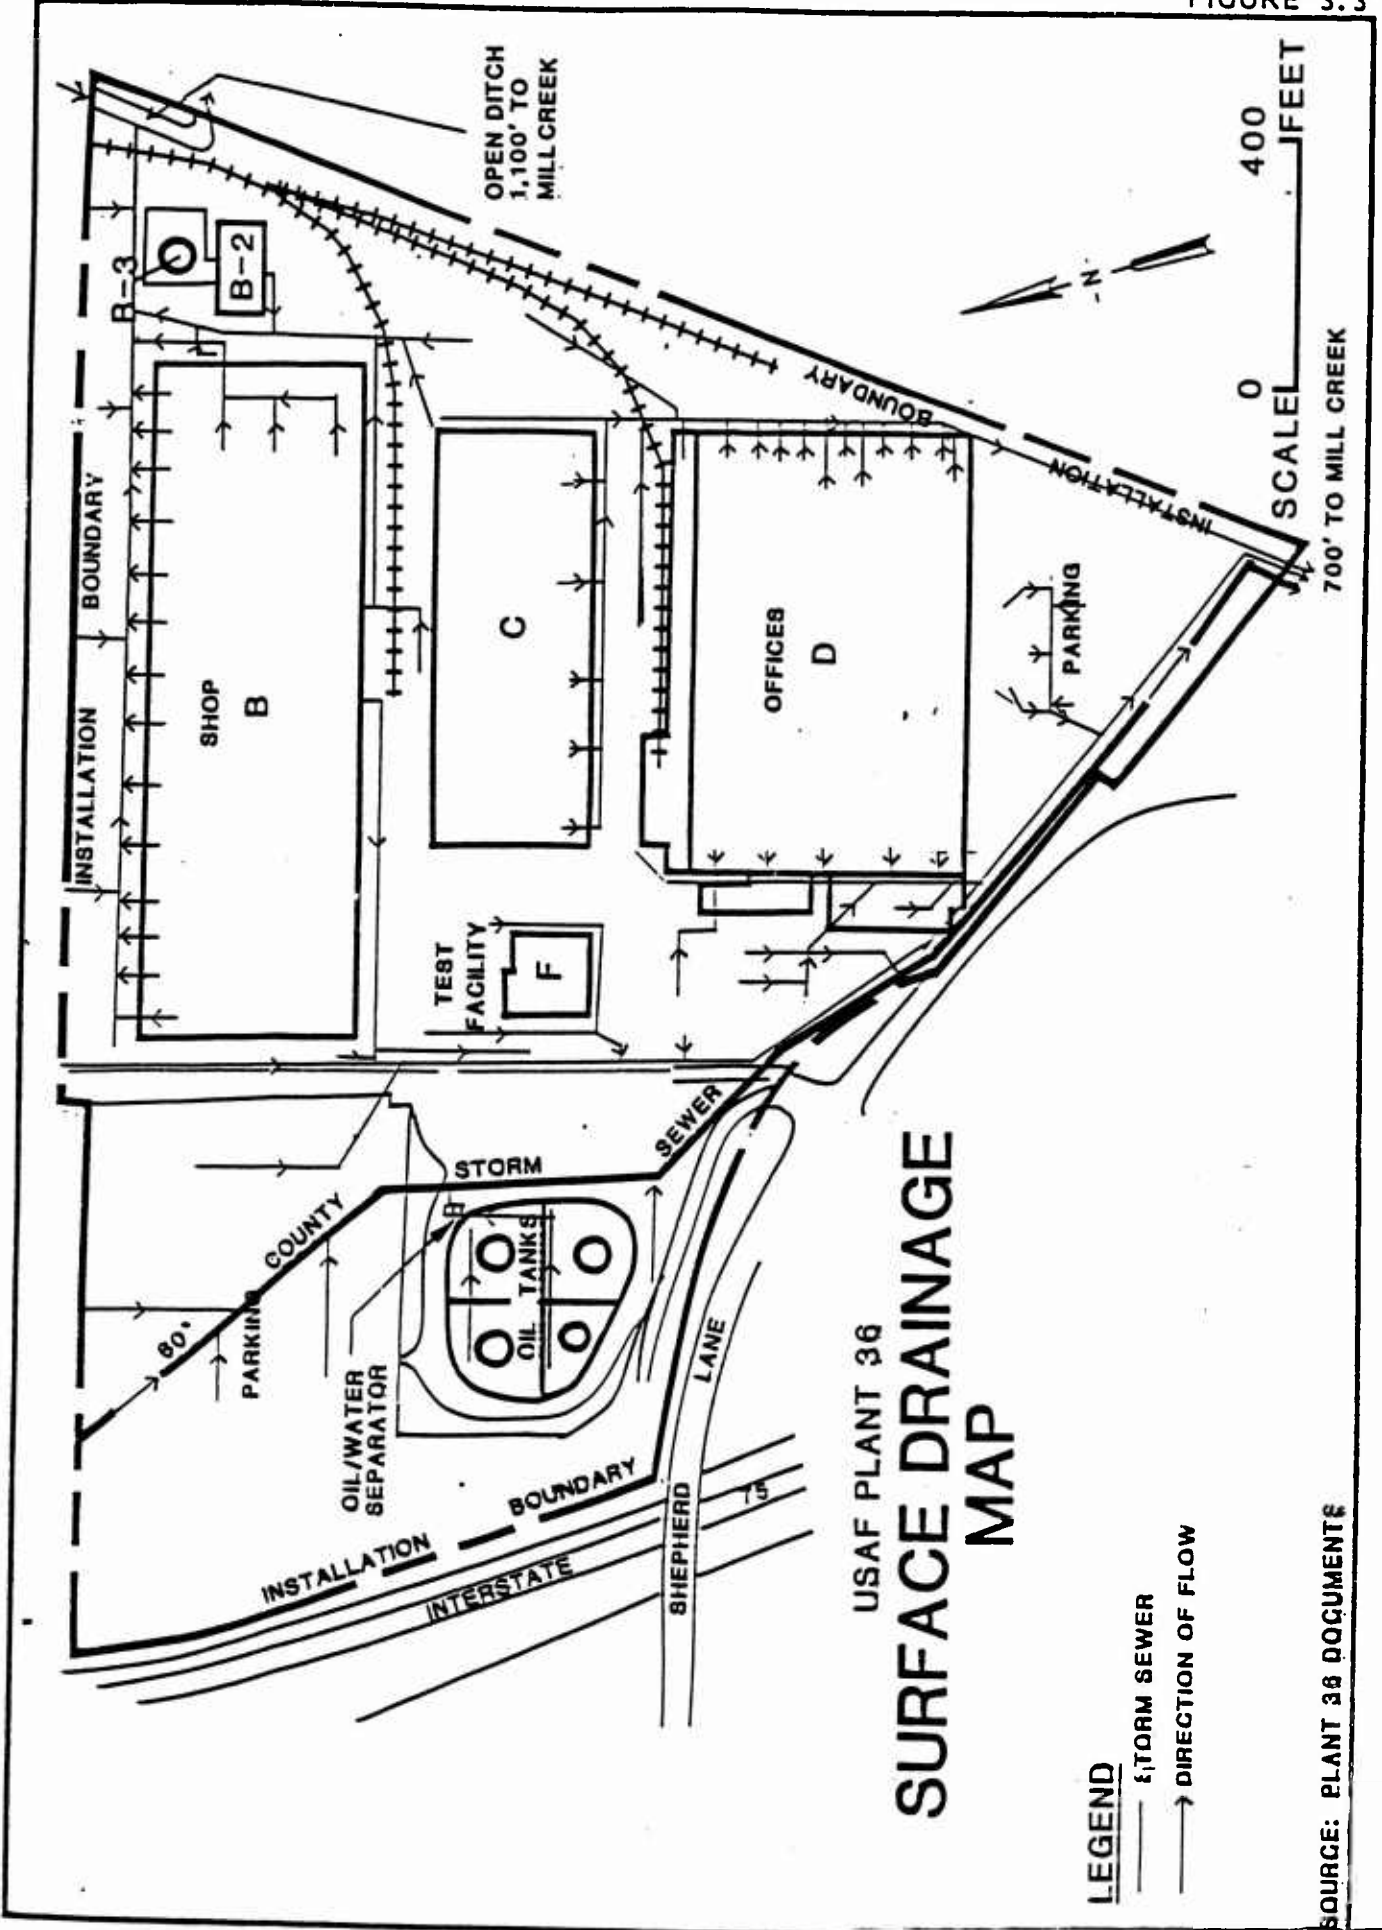 FIGURE 3.3
OPEN DITCH
1,100' TO
MILL CREEK
B-3
B-2
INSTALLATION BOUNDARY
SHOP
B
C
OFFICES
D
TEST
FACILITY
F
PARKING
INSTALLATION BOUNDARY
-N-
0 400
SCALE FEET
700' TO MILL CREEK
COUNTY
STORM
SEWER
PARKING
OIL/WATER
SEPARATOR
OIL TANKS
INSTALLATION BOUNDARY
INTERSTATE 75
SHEPHERD LANE
USAF PLANT 36
SURFACE DRAINAGE
MAP
LEGEND
STORM SEWER
DIRECTION OF FLOW
SOURCE: PLANT 36 DOCUMENTS